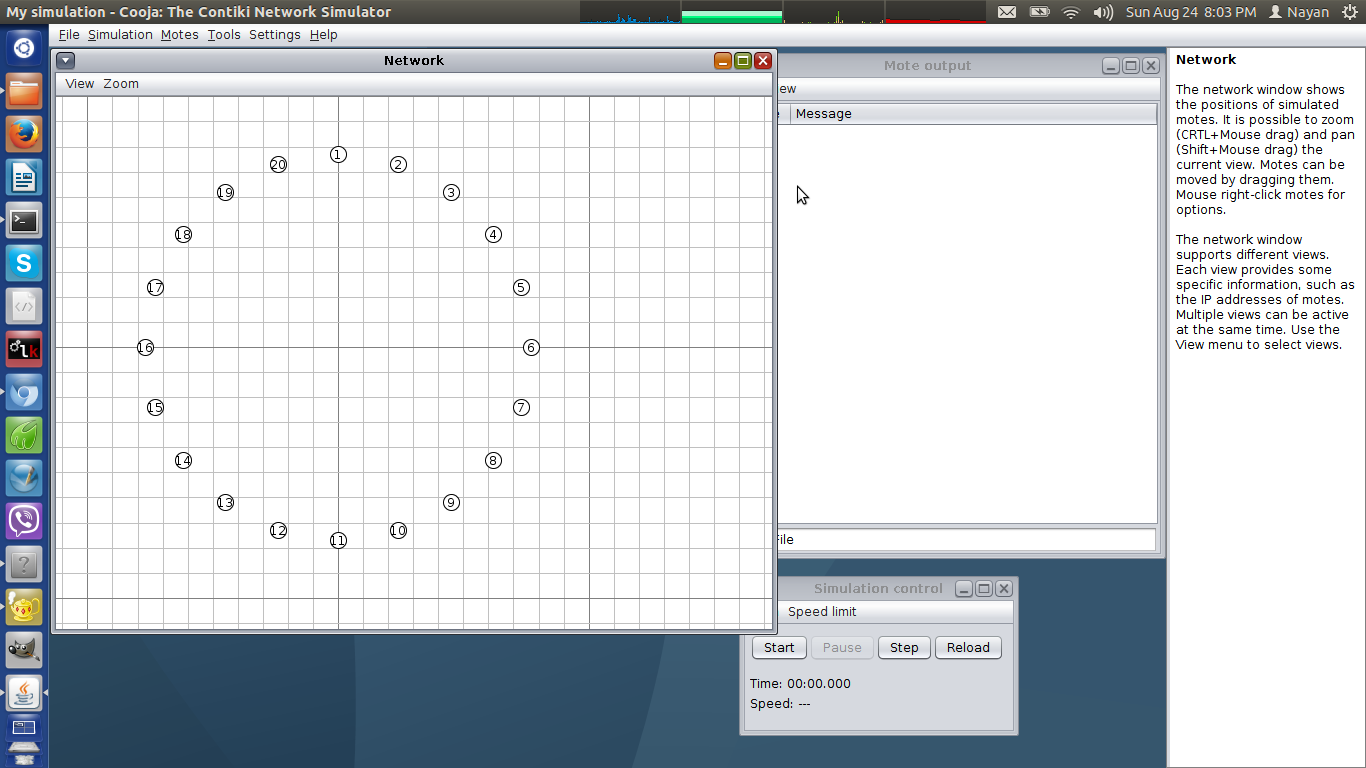 My simulation - Cooja: The Contiki Network Simulator
Sun Aug 24 8:03 PM Nayan
File Simulation Motes Tools Settings Help
Network
View Zoom
20 1 2
19 3
18 4
17 5
16 6
15 7
14 8
13 9
12 11 10
Mote output
ew
Message
File
Simulation control
Speed limit
Start Pause Step Reload
Time: 00:00.000
Speed: ---
Network
The network window shows
the positions of simulated
motes. It is possible to zoom
(CRTL+Mouse drag) and pan
(Shift+Mouse drag) the
current view. Motes can be
moved by dragging them.
Mouse right-click motes for
options.
The network window
supports different views.
Each view provides some
specific information, such as
the IP addresses of motes.
Multiple views can be active
at the same time. Use the
View menu to select views.